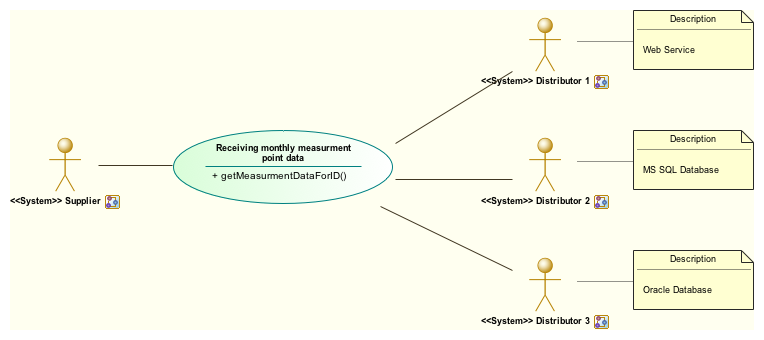 Description
Web Service
<<System>> Distributor 1
Receiving monthly measurment
point data
+ getMeasurmentDataForID()
<<System>> Supplier
Description
MS SQL Database
<<System>> Distributor 2
Description
Oracle Database
<<System>> Distributor 3